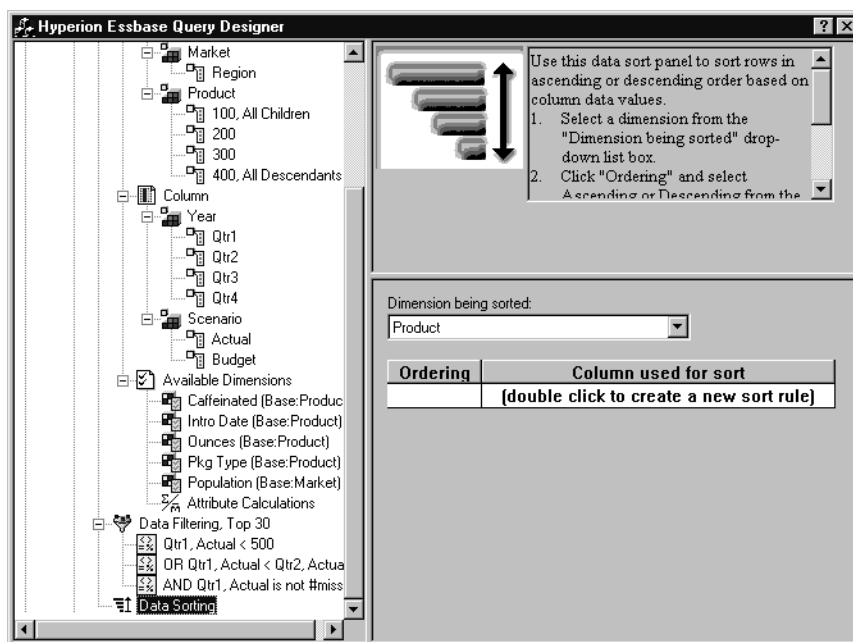 Hyperion Essbase Query Designer
Market
Region
Product
100, All Children
200
300
400, All Descendants
Column
Year
Qtr1
Qtr2
Qtr3
Qtr4
Scenario
Actual
Budget
Available Dimensions
Caffeinated (Base:Produc
Intro Date (Base:Product)
Ounces (Base:Product)
Pkg Type (Base:Product)
Population (Base:Market)
Attribute Calculations
Data Filtering, Top 30
Qtr1, Actual < 500
OR Qtr1, Actual < Qtr2, Actua
AND Qtr1, Actual is not #miss
Data Sorting
Use this data sort panel to sort rows in
ascending or descending order based on
column data values.
1. Select a dimension from the
"Dimension being sorted" drop-
down list box.
2. Click "Ordering" and select
Ascending or Descending from the
Dimension being sorted:
Product
Ordering Column used for sort
(double click to create a new sort rule)